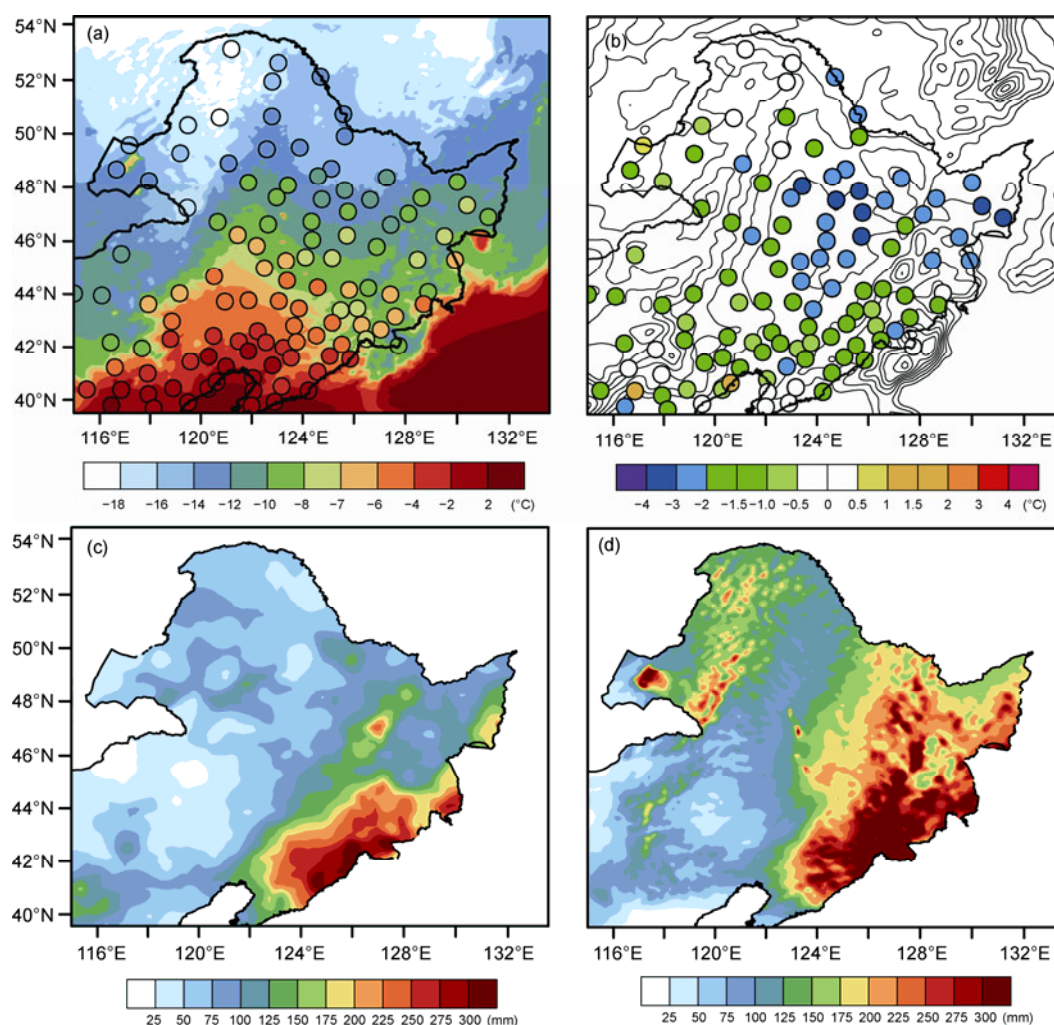 (a)
54°N
52°N
50°N
48°N
46°N
44°N
42°N
40°N
116°E 120°E 124°E 128°E 132°E
−18 −14 −12 −10 −8 −7 −6 −4 −2 2 (°C)
(b)
116°E 120°E 124°E 128°E 132°E
−4 −3 −2 −1.5 −1.0 −0.5 0 0.5 1 1.5 2 3 4 (°C)
(c)
54°N
52°N
50°N
48°N
46°N
44°N
42°N
40°N
116°E 120°E 124°E 128°E 132°E
25 50 75 100 125 175 200 225 250 275 300 (mm)
(d)
116°E 120°E 124°E 128°E 132°E
25 50 75 100 125 175 200 225 250 275 300 (mm)